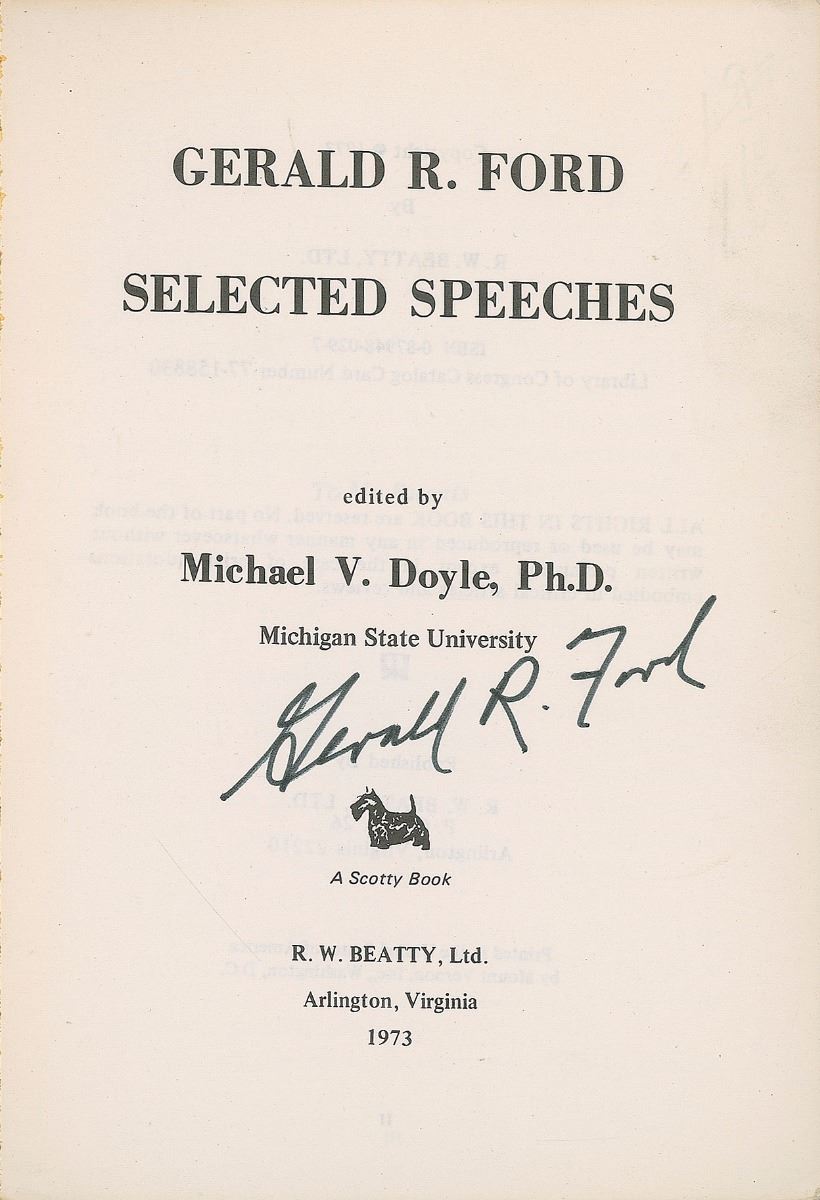 GERALD R. FORD
SELECTED SPEECHES
edited by
Michael V. Doyle, Ph.D.
Michigan State University
Gerald R. Ford
A Scotty Book
R. W. BEATTY, Ltd.
Arlington, Virginia
1973